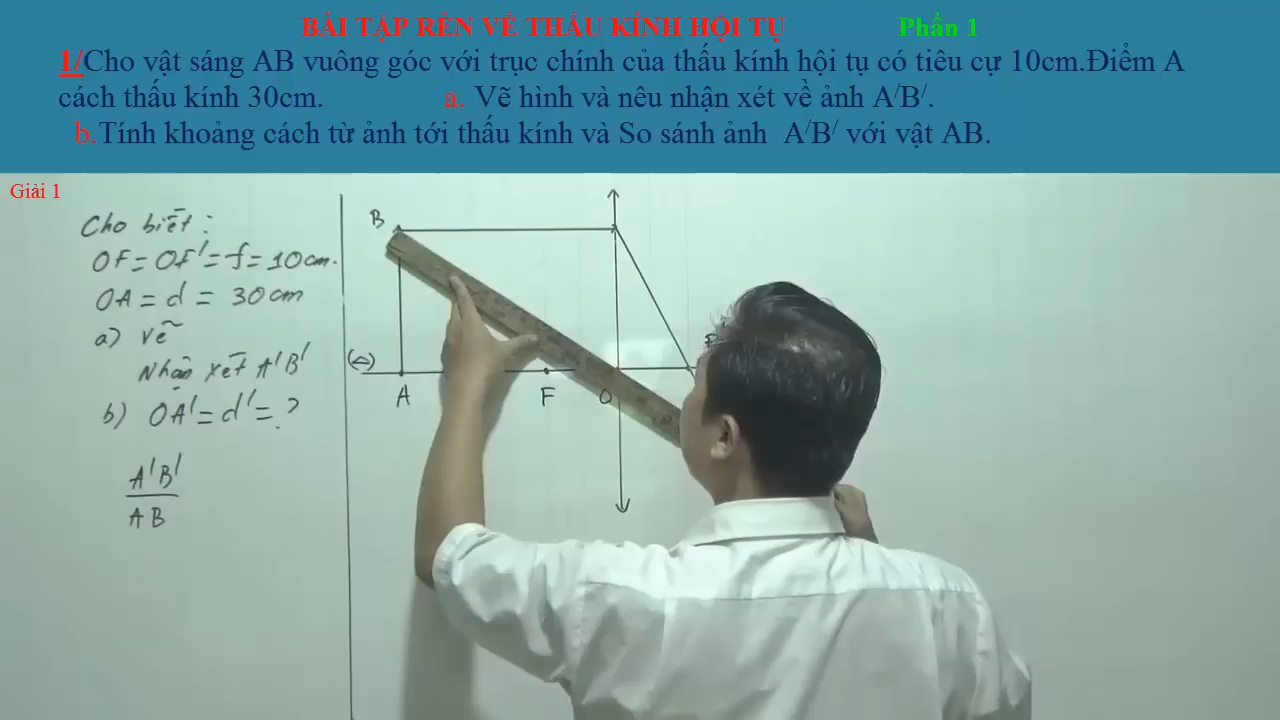 BÀI TẬP RÈN VỀ THẤU KÍNH HỘI TỤ Phần 1
1/Cho vật sáng AB vuông góc với trục chính của thấu kính hội tụ có tiêu cự 10cm.Điểm A
cách thấu kính 30cm. a. Vẽ hình và nêu nhận xét về ảnh A/B/.
b.Tính khoảng cách từ ảnh tới thấu kính và So sánh ảnh A/B/ với vật AB.
Giải 1
Cho biết:
OF = OF' = f = 10cm.
OA = d = 30cm
a) Vẽ
Nhận xét A'B'
b) OA' = d' = ?
A'B'
AB
B
(Δ)
A F O